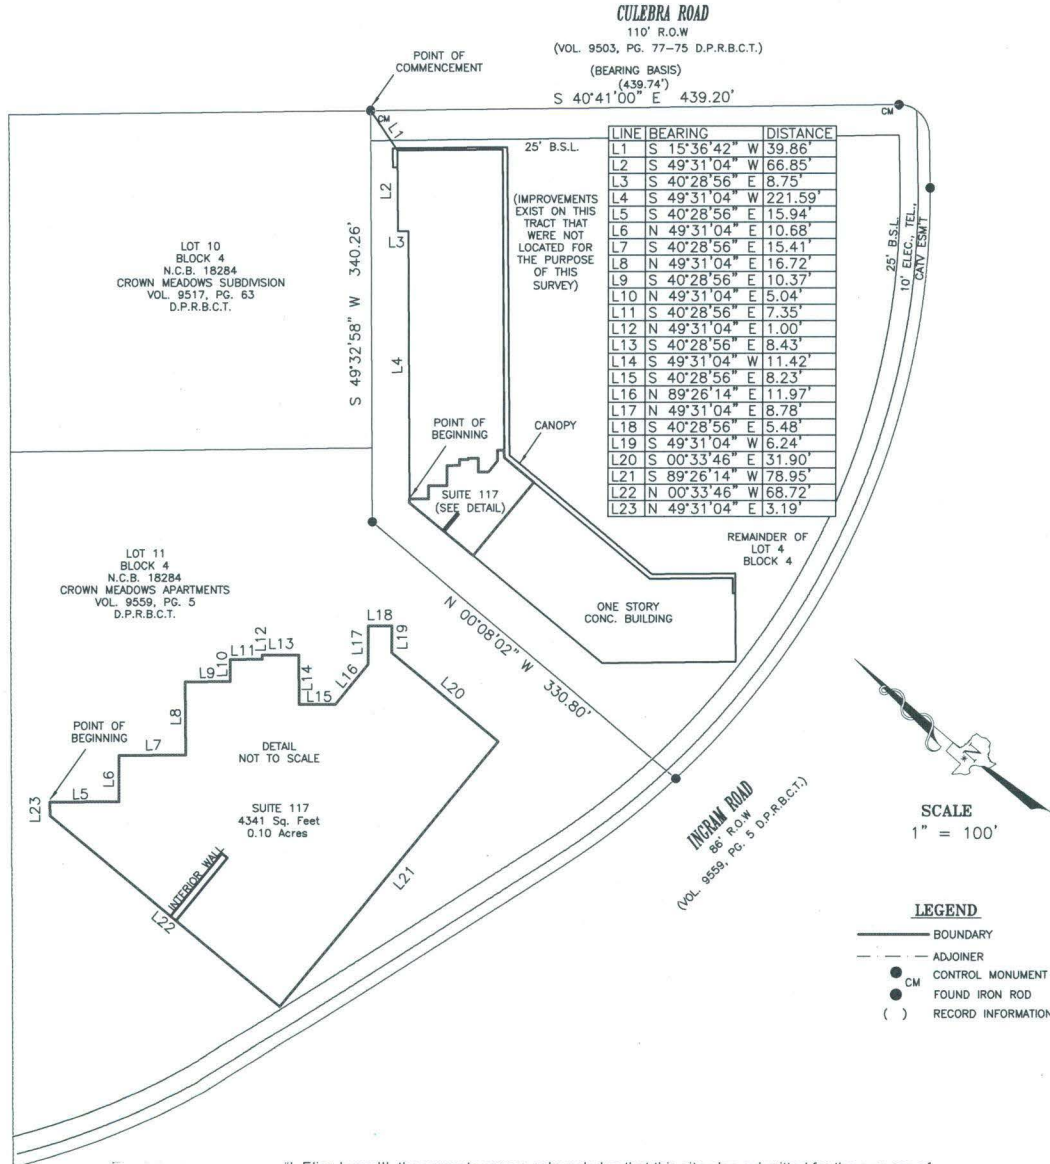 CULEBRA ROAD
110' R.O.W
(VOL. 9503, PG. 77-75 D.P.R.B.C.T.)
(BEARING BASIS)
(439.74')
S 40°41'00" E 439.20'
POINT OF
COMMENCEMENT
CM
CM
L1
25' B.S.L.
LINE BEARING DISTANCE
L1 S 15°36'42" W 39.86'
L2 S 49°31'04" W 66.85'
L3 S 40°28'56" E 8.75'
L4 S 49°31'04" W 221.59'
L5 S 40°28'56" E 15.94'
L6 N 49°31'04" E 10.68'
L7 S 40°28'56" E 15.41'
L8 N 49°31'04" E 16.72'
L9 S 40°28'56" E 10.37'
L10 N 49°31'04" E 5.04'
L11 S 40°28'56" E 7.35'
L12 N 49°31'04" E 1.00'
L13 S 40°28'56" E 8.43'
L14 S 49°31'04" W 11.42'
L15 S 40°28'56" E 8.23'
L16 N 89°26'14" E 11.97'
L17 N 49°31'04" E 8.78'
L18 S 40°28'56" E 5.48'
L19 S 49°31'04" W 6.24'
L20 S 00°33'46" E 31.90'
L21 S 89°26'14" W 78.95'
L22 N 00°33'46" W 68.72'
L23 N 49°31'04" E 3.19'
L2
L3
L4
(IMPROVEMENTS
EXIST ON THIS
TRACT THAT
WERE NOT
LOCATED FOR
THE PURPOSE
OF THIS
SURVEY)
S 49°32'58" W 340.26'
LOT 10
BLOCK 4
N.C.B. 18284
CROWN MEADOWS SUBDIVISION
VOL. 9517, PG. 63
D.P.R.B.C.T.
25' B.S.L.
10' ELEC., TEL.,
CATV ESM'T
POINT OF
BEGINNING
CANOPY
SUITE 117
(SEE DETAIL)
REMAINDER OF
LOT 4
BLOCK 4
ONE STORY
CONC. BUILDING
LOT 11
BLOCK 4
N.C.B. 18284
CROWN MEADOWS APARTMENTS
VOL. 9559, PG. 5
D.P.R.B.C.T.
N 00°08'02" W 330.80'
POINT OF
BEGINNING
L5
L6
L7
L8
L9
L10
L11
L12
L13
L14
L15
L16
L17
L18
L19
L20
L21
L22
L23
DETAIL
NOT TO SCALE
SUITE 117
4341 Sq. Feet
0.10 Acres
INTERIOR WALL
INGRAM ROAD
86' R.O.W
(VOL. 9559, PG. 5 D.P.R.B.C.T.)
N
SCALE
1" = 100'
LEGEND
BOUNDARY
ADJOINER
CM CONTROL MONUMENT
FOUND IRON ROD
( ) RECORD INFORMATION